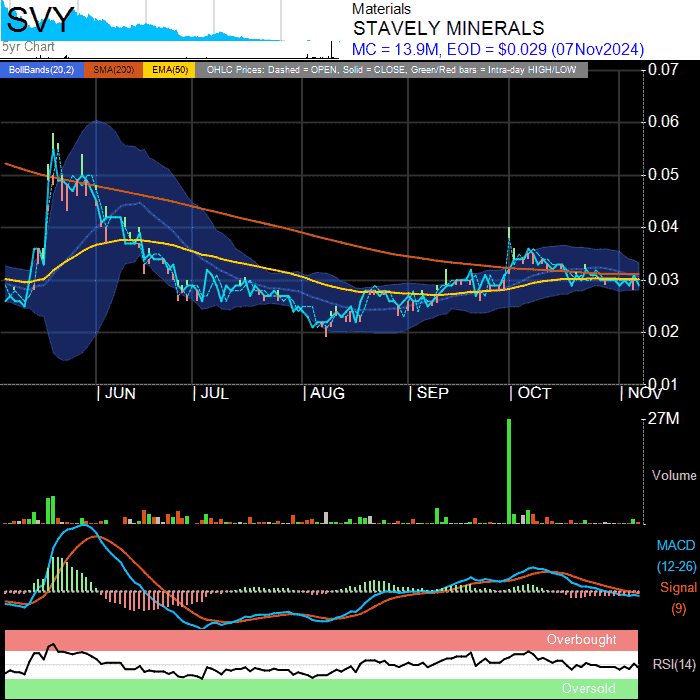 SVY
5yr Chart
Materials
STAVELY MINERALS
MC = 13.9M, EOD = $0.029 (07Nov2024)
BollBands(20,2) SMA(200) EMA(50) OHLC Prices: Dashed = OPEN, Solid = CLOSE, Green/Red bars = Intra-day HIGH/LOW
0.07
0.06
0.05
0.04
0.03
0.02
0.01
JUN JUL AUG SEP OCT NOV
27M
Volume
MACD
(12-26)
Signal
(9)
Overbought
RSI(14)
Oversold